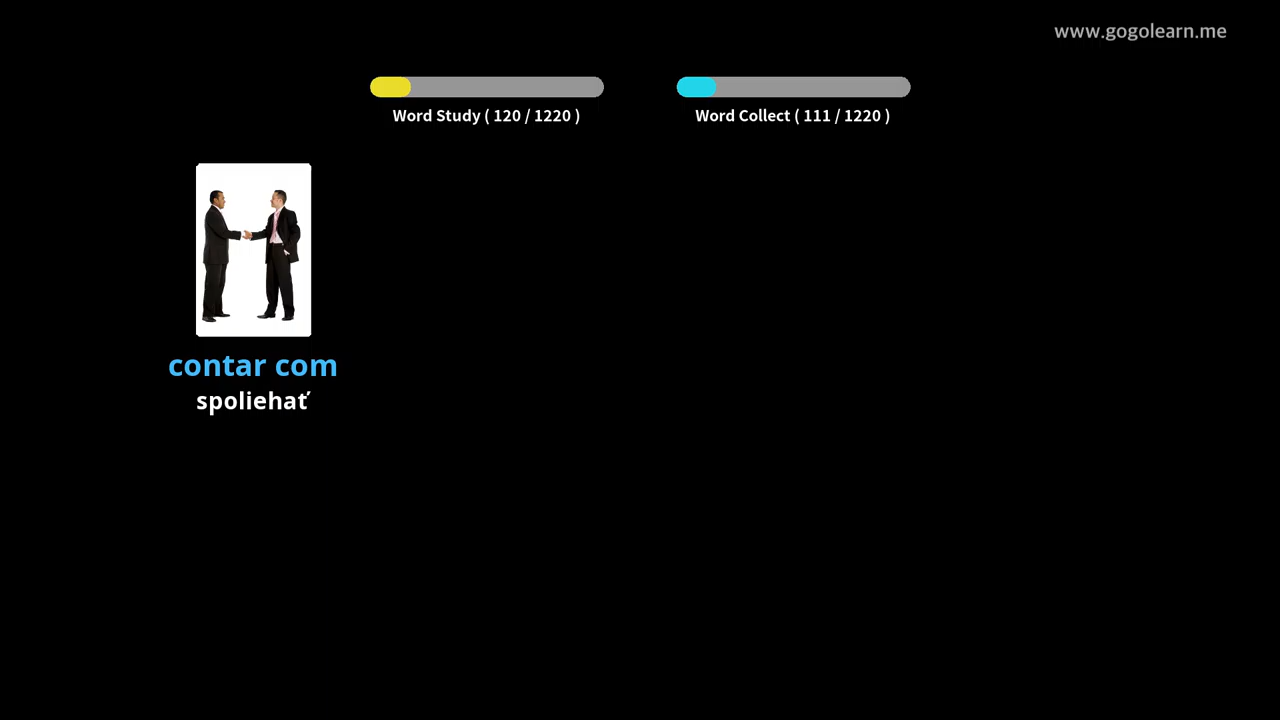 www.gogolearn.me
Word Study ( 120 / 1220 )
Word Collect ( 111 / 1220 )
contar com
spoliehať